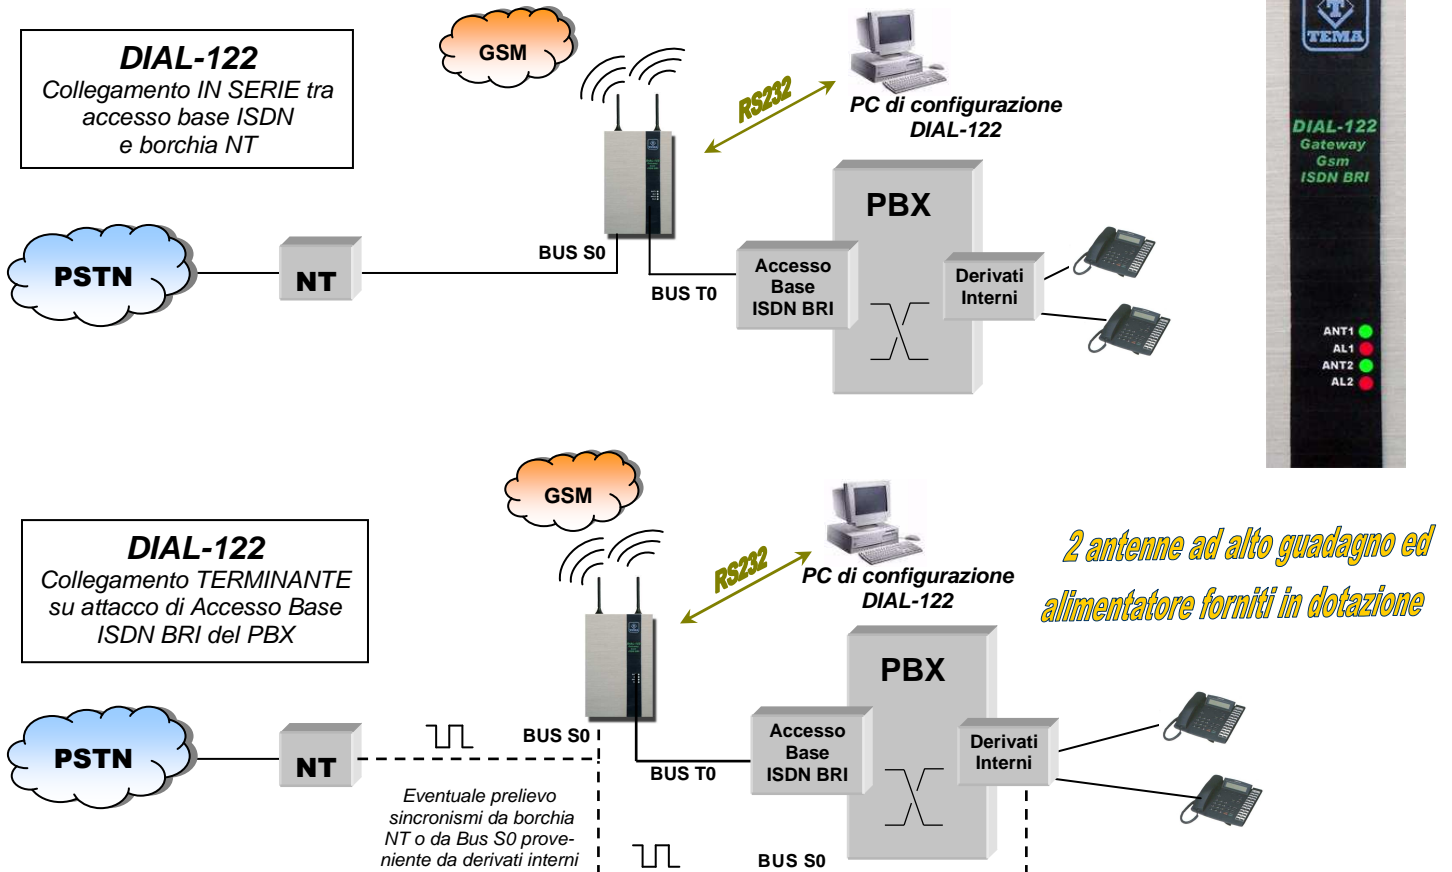 DIAL-122
Collegamento IN SERIE tra
accesso base ISDN
e borchia NT
GSM
RS232
PC di configurazione
DIAL-122
PBX
PSTN
NT
BUS S0
BUS T0
Accesso
Base
ISDN BRI
Derivati
Interni
TEMA
DIAL-122
Gateway
Gsm
ISDN BRI
ANT1
AL1
ANT2
AL2
DIAL-122
Collegamento TERMINANTE
su attacco di Accesso Base
ISDN BRI del PBX
GSM
RS232
PC di configurazione
DIAL-122
2 antenne ad alto guadagno ed
alimentatore forniti in dotazione
PBX
PSTN
NT
BUS S0
BUS T0
Accesso
Base
ISDN BRI
Derivati
Interni
Eventuale prelievo
sincronismi da borchia
NT o da Bus S0 prove-
niente da derivati interni
BUS S0